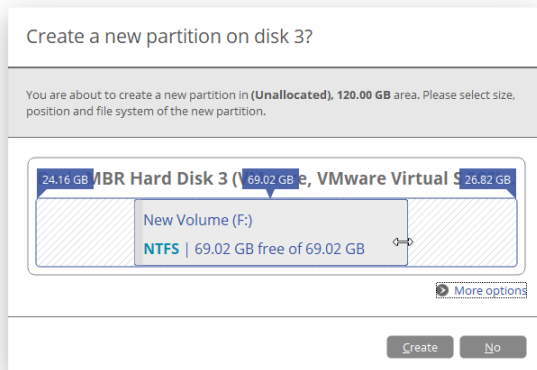 Create a new partition on disk 3?
You are about to create a new partition in (Unallocated), 120.00 GB area. Please select size,
position and file system of the new partition.
MBR Hard Disk 3 ( e, VMware Virtual S
24.16 GB 69.02 GB 26.82 GB
New Volume (F:)
NTFS | 69.02 GB free of 69.02 GB
More options
Create No